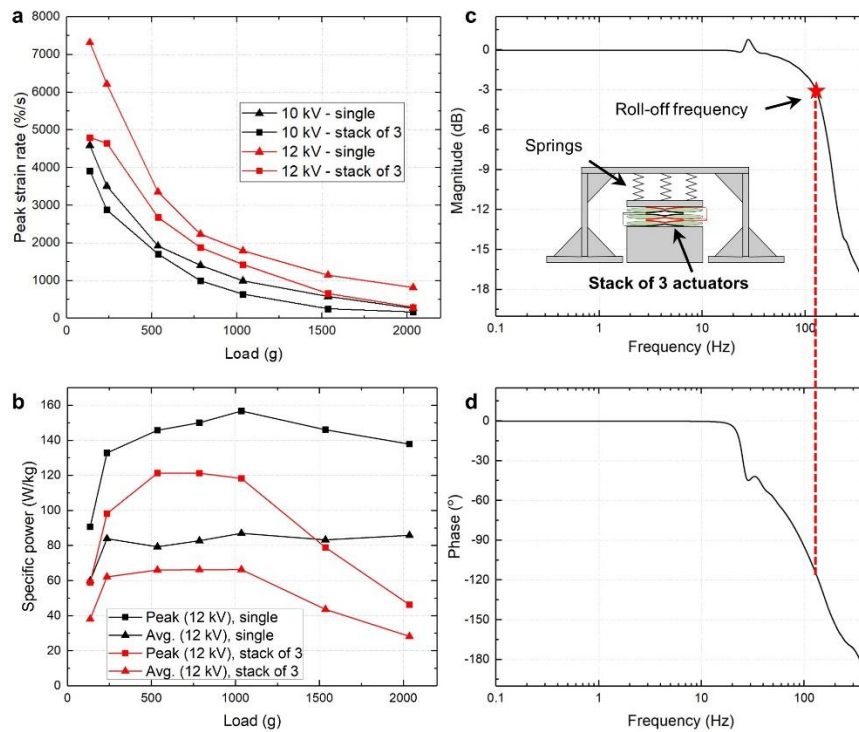 a
8000
7000
6000
5000
4000
3000
2000
1000
0
Peak strain rate (%/s)
10 kV - single
10 kV - stack of 3
12 kV - single
12 kV - stack of 3
0 500 1000 1500 2000
Load (g)
b
160
140
120
100
80
60
40
20
0
Specific power (W/kg)
Peak (12 kV), single
Avg. (12 kV), single
Peak (12 kV), stack of 3
Avg. (12 kV), stack of 3
0 500 1000 1500 2000
Load (g)
c
0
-3
-6
-9
-12
-15
-18
Magnitude (dB)
Roll-off frequency
Springs
Stack of 3 actuators
0.1 1 10 100
Frequency (Hz)
d
0
-30
-60
-90
-120
-150
-180
Phase (°)
0.1 1 10 100
Frequency (Hz)